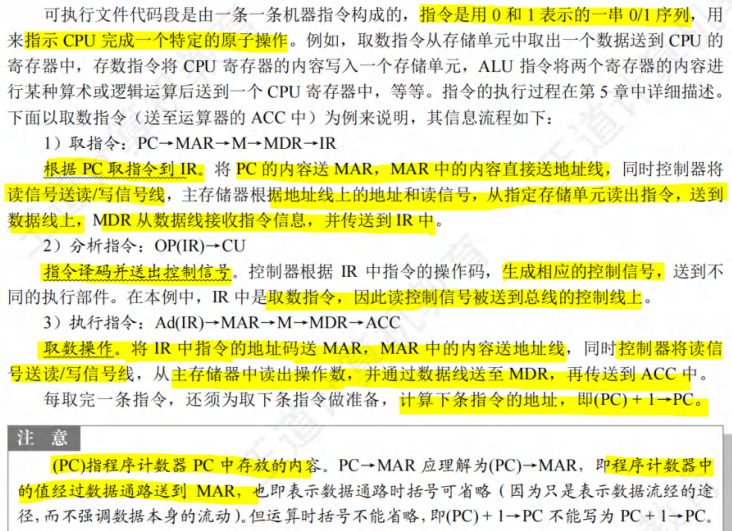 可执行文件代码段是由一条一条机器指令构成的，指令是用 0 和 1 表示的一串 0/1 序列，用
来指示 CPU 完成一个特定的原子操作。例如，取数指令从存储单元中取出一个数据送到 CPU 的
寄存器中，存数指令将 CPU 寄存器的内容写入一个存储单元，ALU 指令将两个寄存器的内容进
行某种算术或逻辑运算后送到一个 CPU 寄存器中，等等。指令的执行过程在第 5 章中详细描述。
下面以取数指令（送至运算器的 ACC 中）为例来说明，其信息流程如下：
1）取指令：PC→MAR→M→MDR→IR
根据 PC 取指令到 IR。将 PC 的内容送 MAR，MAR 中的内容直接送地址线，同时控制器将
读信号送读/写信号线，主存储器根据地址线上的地址和读信号，从指定存储单元读出指令，送到
数据线上，MDR 从数据线接收指令信息，并传送到 IR 中。
2）分析指令：OP(IR)→CU
指令译码并送出控制信号。控制器根据 IR 中指令的操作码，生成相应的控制信号，送到不
同的执行部件。在本例中，IR 中是取数指令，因此读控制信号被送到总线的控制线上。
3）执行指令：Ad(IR)→MAR→M→MDR→ACC
取数操作。将 IR 中指令的地址码送 MAR，MAR 中的内容送地址线，同时控制器将读信
号送读/写信号线，从主存储器中读出操作数，并通过数据线送至 MDR，再传送到 ACC 中。
每取完一条指令，还须为取下条指令做准备，计算下条指令的地址，即(PC) + 1→PC。
注 意
(PC)指程序计数器 PC 中存放的内容。PC→MAR 应理解为(PC)→MAR，即程序计数器中
的值经过数据通路送到 MAR，也即表示数据通路时括号可省略（因为只是表示数据流经的途
径，而不强调数据本身的流动）。但运算时括号不能省略，即(PC) + 1→PC 不能写为 PC + 1→PC。